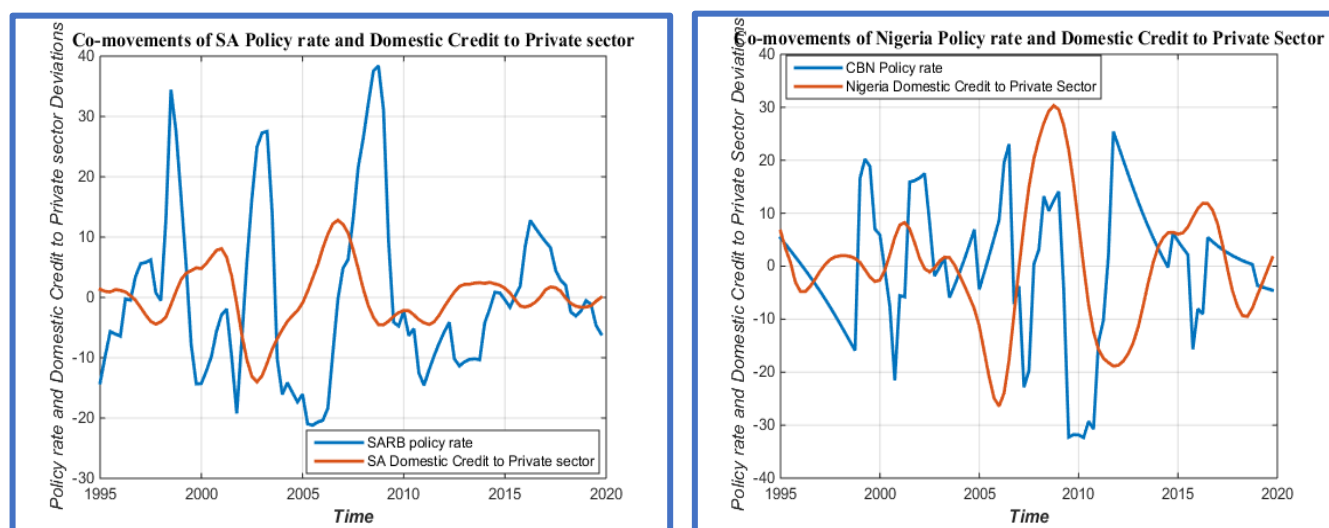 Co-movements of SA Policy rate and Domestic Credit to Private sector
Policy rate and Domestic Credit to Private sector Deviations
40
30
20
10
0
-10
-20
-30
SARB policy rate
SA Domestic Credit to Private sector
1995
2000
2005
2010
2015
2020
Time
Co-movements of Nigeria Policy rate and Domestic Credit to Private Sector
Policy rate and Domestic Credit to Private Sector Deviations
40
30
20
10
0
-10
-20
-30
-40
CBN Policy rate
Nigeria Domestic Credit to Private Sector
1995
2000
2005
2010
2015
2020
Time